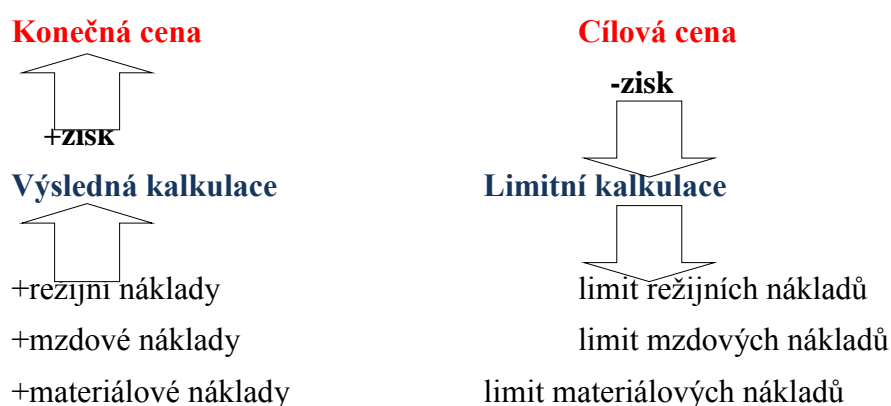 Konečná cena Cílová cena
-zisk
+zisk
Výsledná kalkulace Limitní kalkulace
+režijní náklady limit režijních nákladů
+mzdové náklady limit mzdových nákladů
+materiálové náklady limit materiálových nákladů